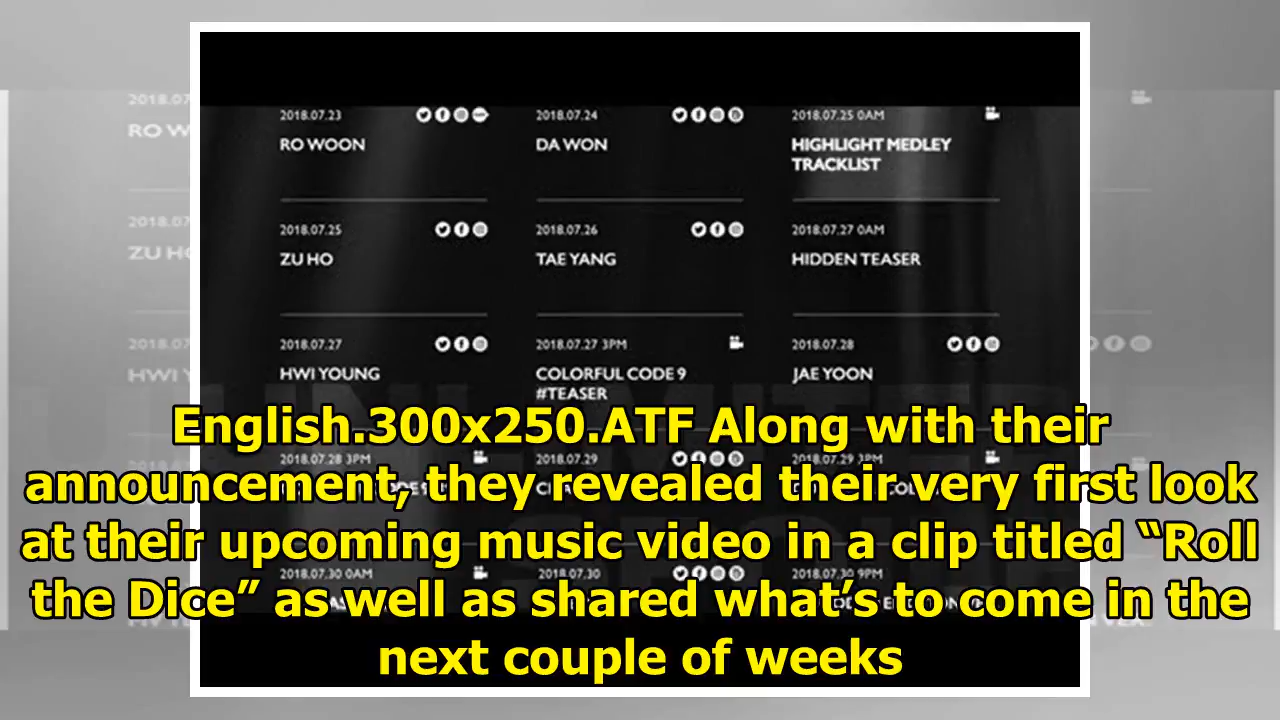 2018.07.23
RO WOON
2018.07.24
DA WON
2018.07.25 0AM
HIGHLIGHT MEDLEY
TRACKLIST
2018.07.25
ZU HO
2018.07.26
TAE YANG
2018.07.27 0AM
HIDDEN TEASER
2018.07.27
HWI YOUNG
2018.07.27 3PM
COLORFUL CODE 9
#TEASER
2018.07.28
JAE YOON
2018.07.28 3PM
2018.07.29
2018.07.29 3PM
2018.07.30 0AM
2018.07.30
2018.07.30 9PM
English.300x250.ATF Along with their
announcement, they revealed their very first look
at their upcoming music video in a clip titled “Roll
the Dice” as well as shared what’s to come in the
next couple of weeks